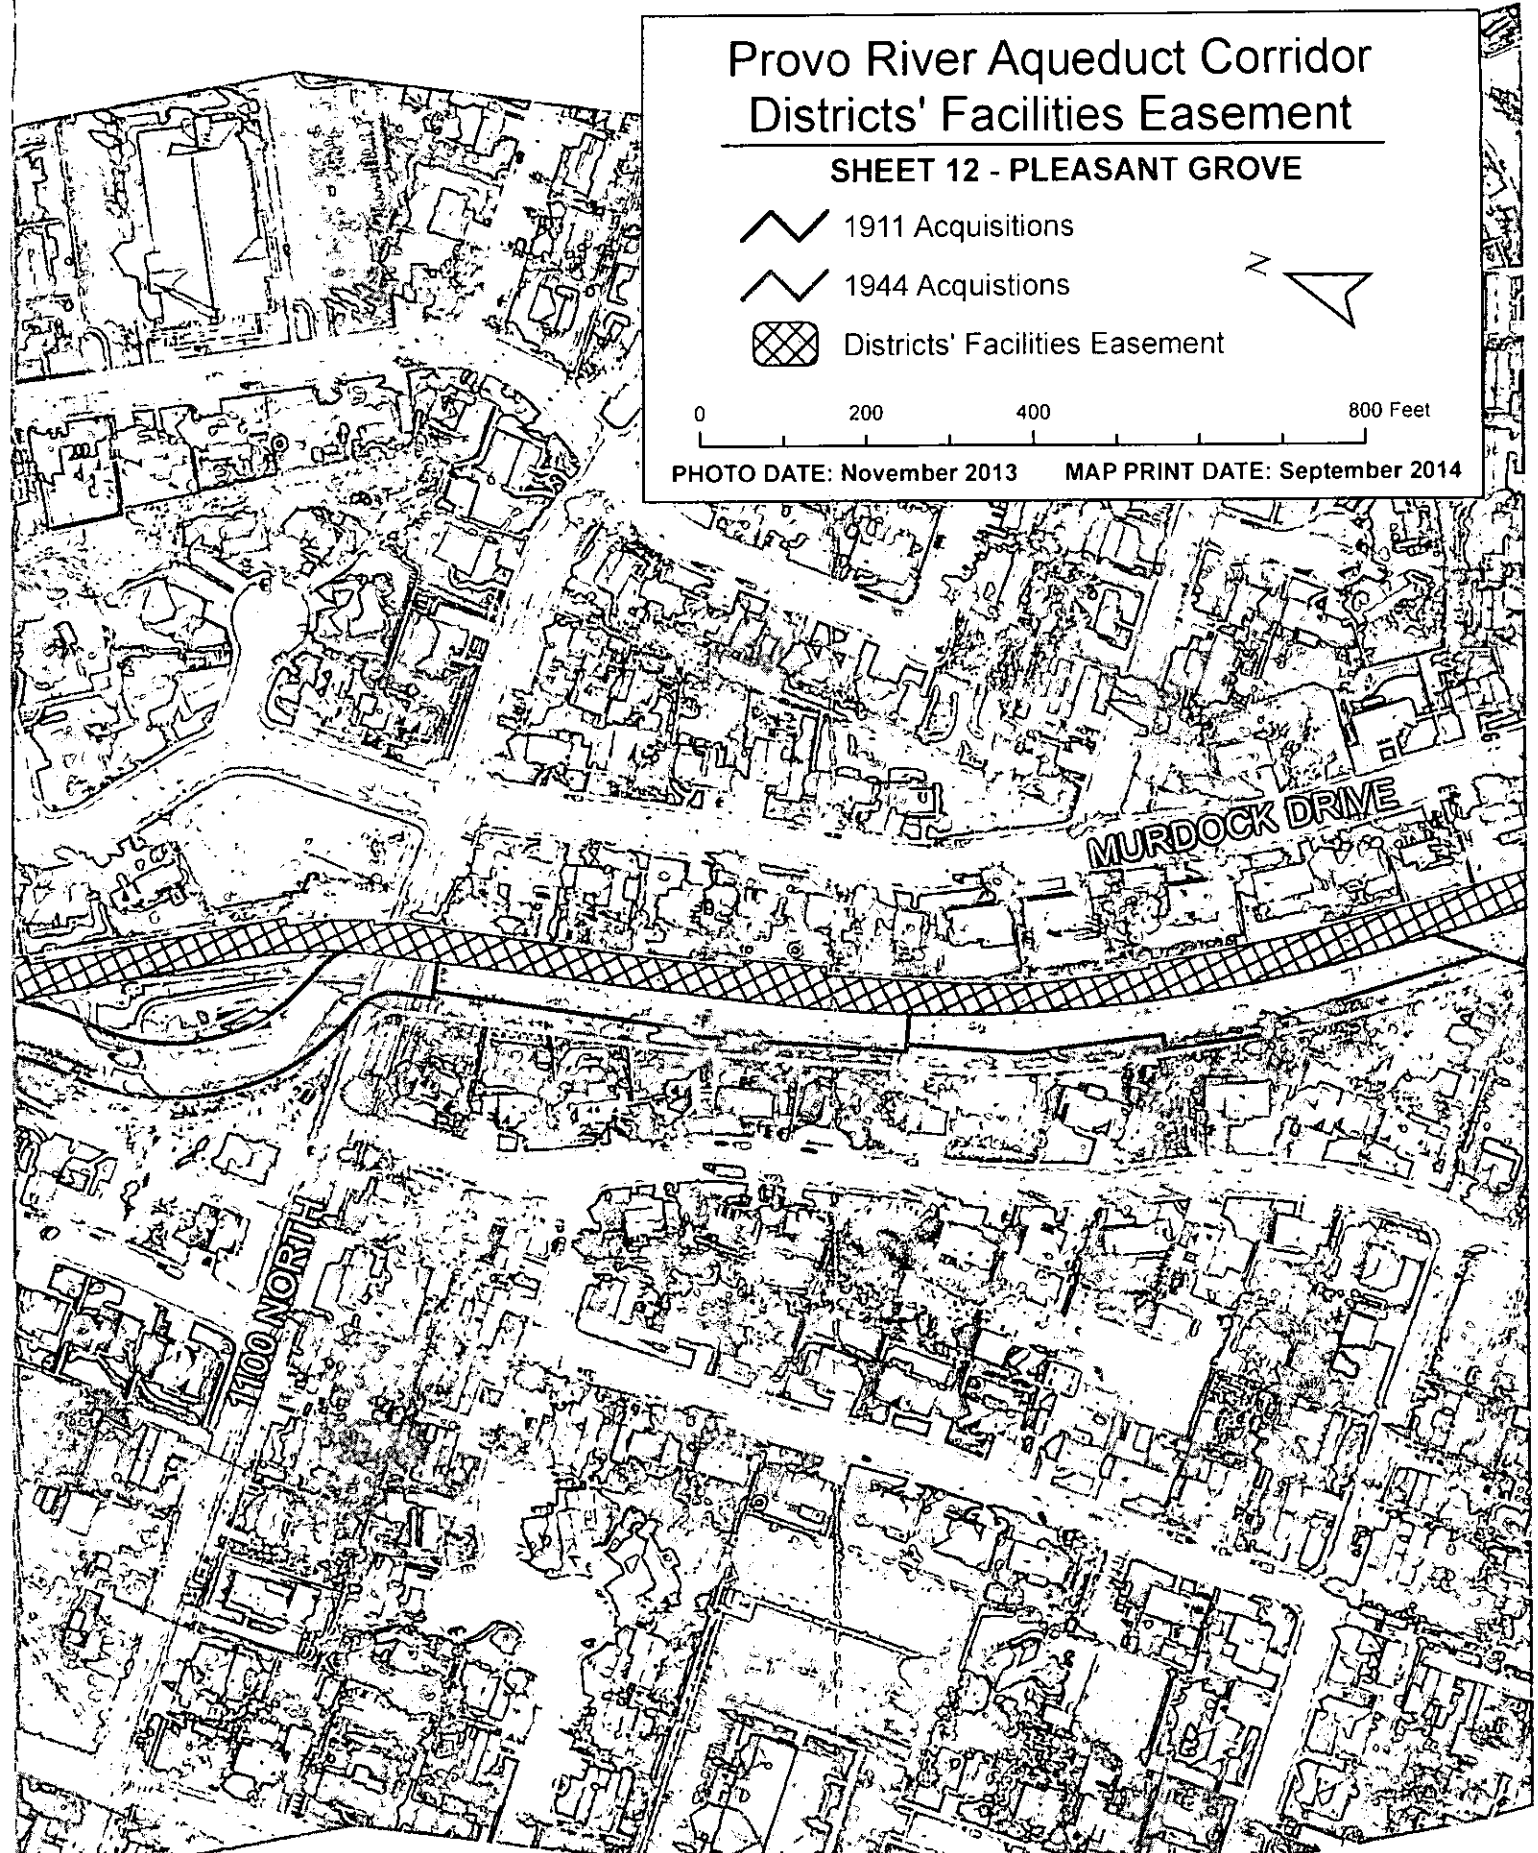 Provo River Aqueduct Corridor
Districts' Facilities Easement
SHEET 12 - PLEASANT GROVE
1911 Acquisitions
1944 Acquistions
N
Districts' Facilities Easement
0 200 400 800 Feet
PHOTO DATE: November 2013 MAP PRINT DATE: September 2014
MURDOCK DRIVE
1100 NORTH